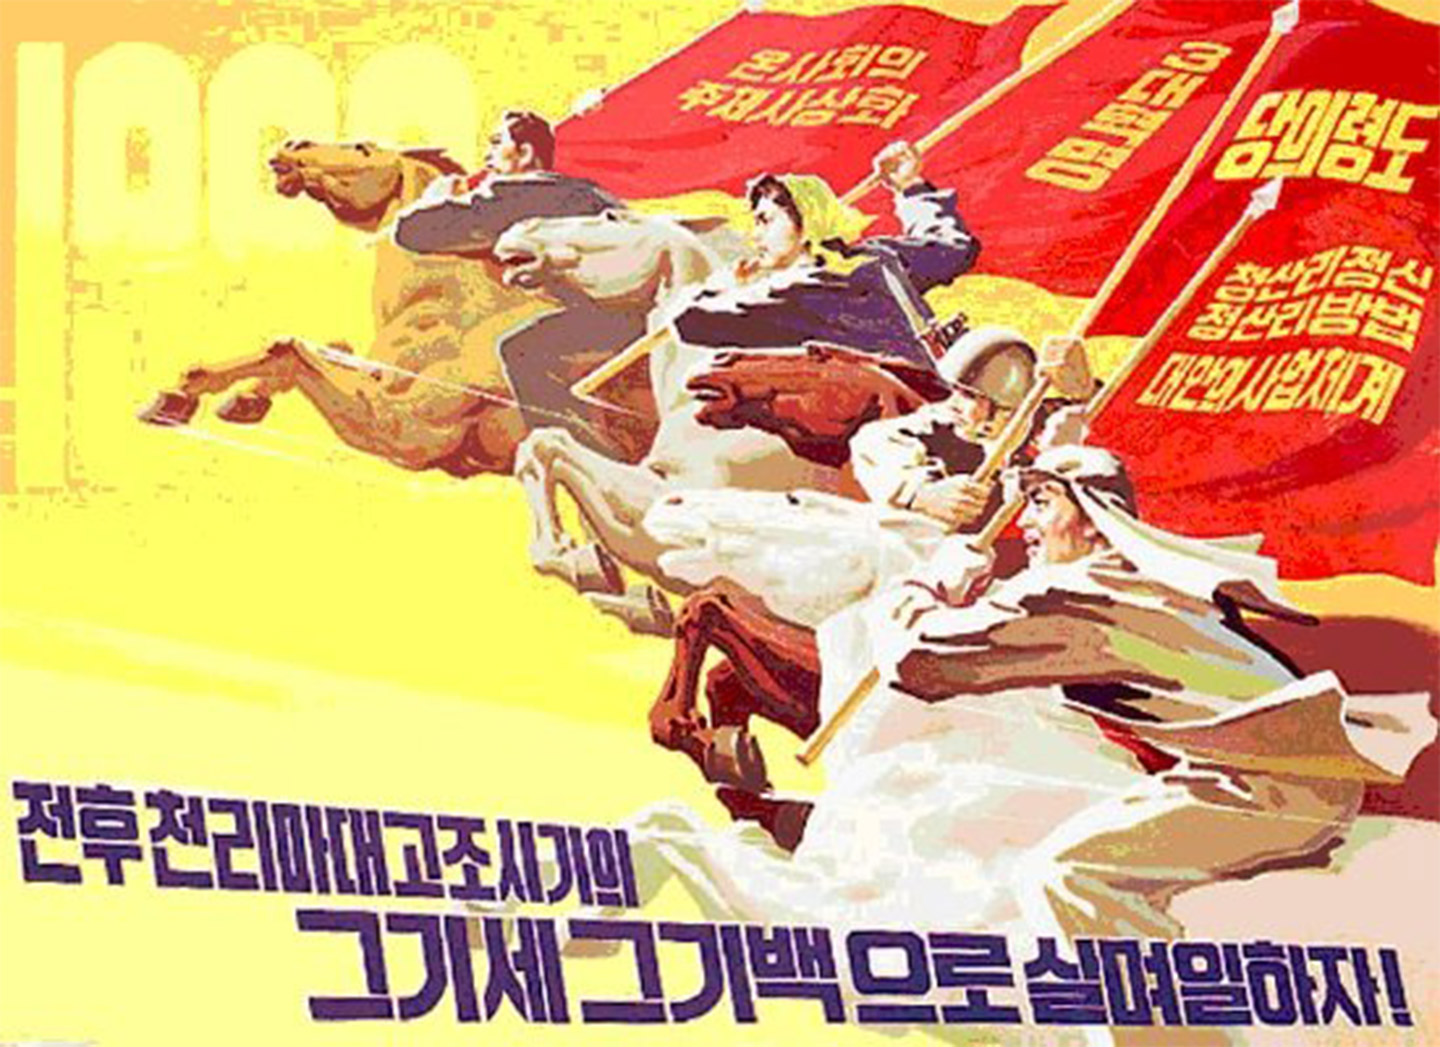 온사회의
주체사상화
3대혁명
당의령도
청산리정신
청산리방법
대안의사업체계
전후천리마대고조시기의
그기세그기백으로살며일하자!